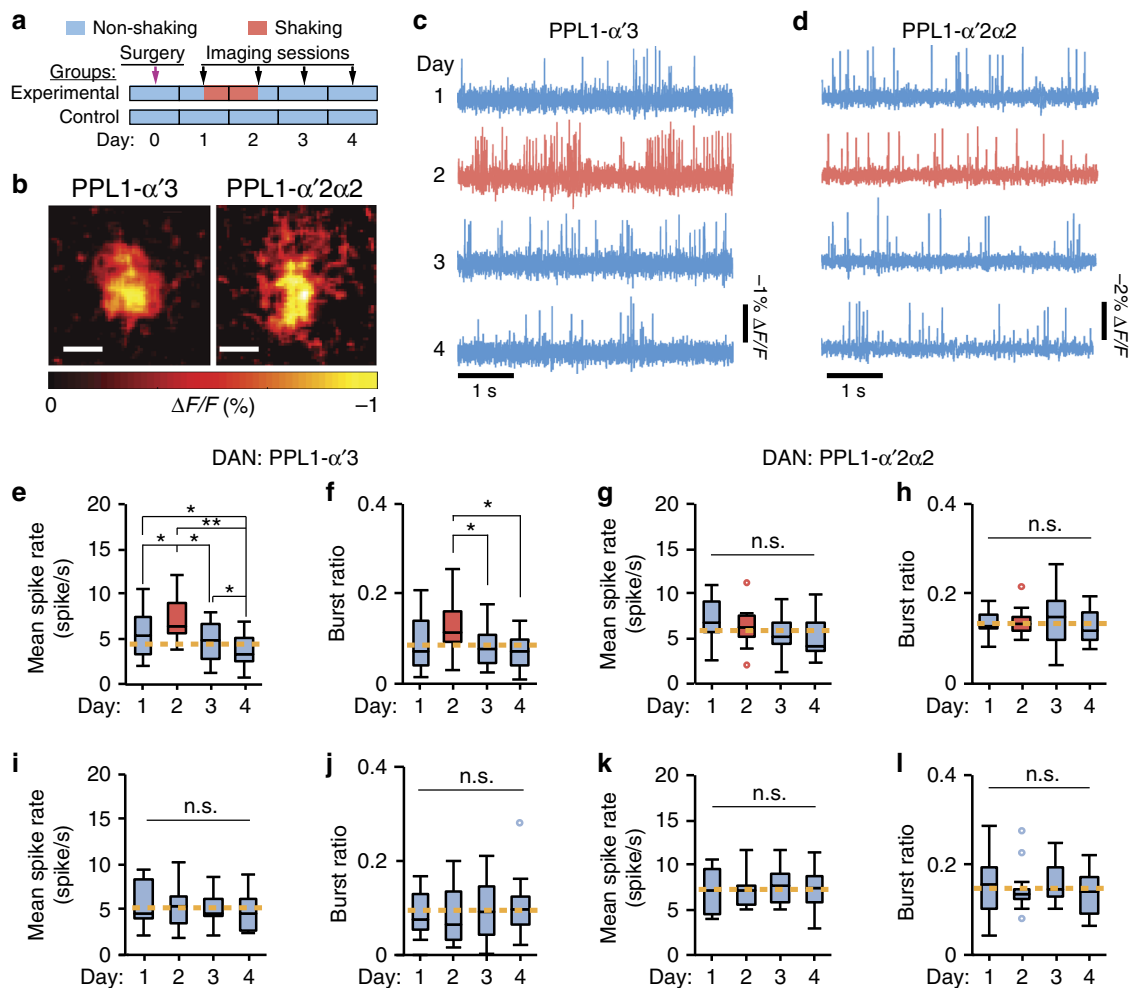 a
Non-shaking
Shaking
Surgery
Imaging sessions
Groups:
Experimental
Control
Day: 0 1 2 3 4
b
PPL1-α′3
PPL1-α′2α2
0
ΔF/F (%)
−1
c
PPL1-α′3
Day
1
2
3
4
−1% ΔF/F
1 s
d
PPL1-α′2α2
−2% ΔF/F
1 s
DAN: PPL1-α′3
DAN: PPL1-α′2α2
e
Mean spike rate
(spike/s)
20
15
10
5
0
*
**
* *
*
Day: 1 2 3 4
f
Burst ratio
0.4
0.2
0
*
*
Day: 1 2 3 4
g
Mean spike rate
(spike/s)
20
15
10
5
0
n.s.
Day: 1 2 3 4
h
Burst ratio
0.4
0.2
0
n.s.
Day: 1 2 3 4
i
Mean spike rate
(spike/s)
20
15
10
5
0
n.s.
Day: 1 2 3 4
j
Burst ratio
0.4
0.2
0
n.s.
Day: 1 2 3 4
k
Mean spike rate
(spike/s)
20
15
10
5
0
n.s.
Day: 1 2 3 4
l
Burst ratio
0.4
0.2
0
n.s.
Day: 1 2 3 4